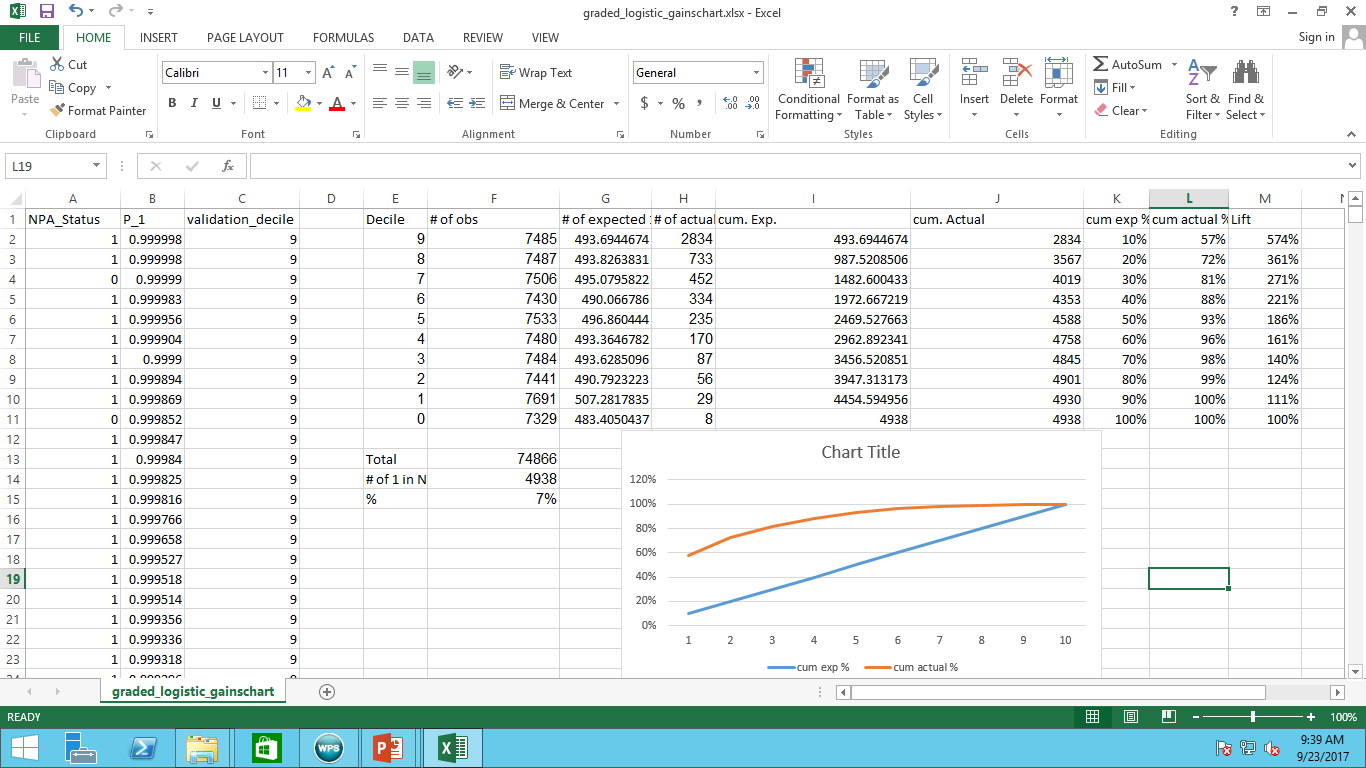 graded_logistic_gainschart.xlsx - Excel
FILE HOME INSERT PAGE LAYOUT FORMULAS DATA REVIEW VIEW Sign in
Paste Cut Copy Format Painter
Calibri 11 B I U
Wrap Text Merge & Center
General $ % ,
Conditional Formatting Format as Table Cell Styles
Insert Delete Format
AutoSum Fill Clear Sort & Filter Find & Select
Clipboard Font Alignment Number Styles Cells Editing
L19 fx
A B C D E F G H I J K L M
1 NPA_Status P_1 validation_decile Decile # of obs # of expected # of actual cum. Exp. cum. Actual cum exp % cum actual % Lift
2 1 0.999998 9 9 7485 493.6944674 2834 493.6944674 2834 10% 57% 574%
3 1 0.999998 9 8 7487 493.8263831 733 987.5208506 3567 20% 72% 361%
4 0 0.99999 9 7 7506 495.0795822 452 1482.600433 4019 30% 81% 271%
5 1 0.999983 9 6 7430 490.066786 334 1972.667219 4353 40% 88% 221%
6 1 0.999956 9 5 7533 496.860444 235 2469.527663 4588 50% 93% 186%
7 1 0.999904 9 4 7480 493.3646782 170 2962.892341 4758 60% 96% 161%
8 1 0.9999 9 3 7484 493.6285096 87 3456.520851 4845 70% 98% 140%
9 1 0.999894 9 2 7441 490.7923223 56 3947.313173 4901 80% 99% 124%
10 1 0.999869 9 1 7691 507.2817835 29 4454.594956 4930 90% 100% 111%
11 0 0.999852 9 0 7329 483.4050437 8 4938 4938 100% 100% 100%
12 1 0.999847 9
13 1 0.99984 9 Total 74866
14 1 0.999825 9 # of 1 in N 4938
15 1 0.999816 9 % 7%
16 1 0.999766 9
17 1 0.999658 9
18 1 0.999527 9
19 1 0.999518 9
20 1 0.999514 9
21 1 0.999356 9
22 1 0.999336 9
23 1 0.999318 9
Chart Title
120%
100%
80%
60%
40%
20%
0%
1 2 3 4 5 6 7 8 9 10
cum exp % cum actual %
graded_logistic_gainschart
READY 100%
WPS
9:39 AM
9/23/2017